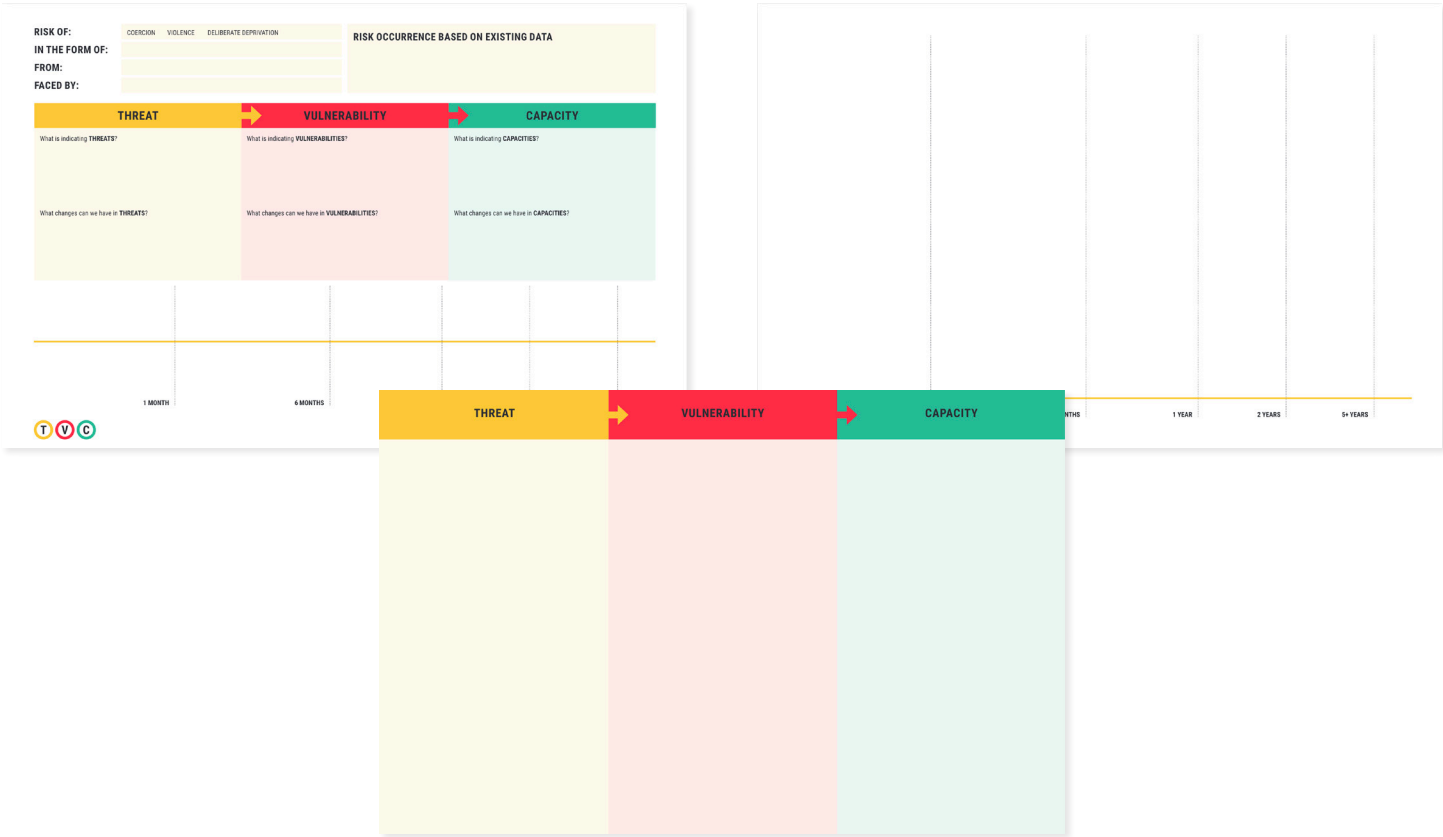 RISK OF:
COERCION VIOLENCE DELIBERATE DEPRIVATION
IN THE FORM OF:
FROM:
FACED BY:
RISK OCCURRENCE BASED ON EXISTING DATA
THREAT VULNERABILITY CAPACITY
What is indicating THREATS? What is indicating VULNERABILITIES? What is indicating CAPACITIES?
What changes can we have in THREATS? What changes can we have in VULNERABILITIES? What changes can we have in CAPACITIES?
1 MONTH 6 MONTHS
T V C
NTHS 1 YEAR 2 YEARS 5+ YEARS
THREAT VULNERABILITY CAPACITY